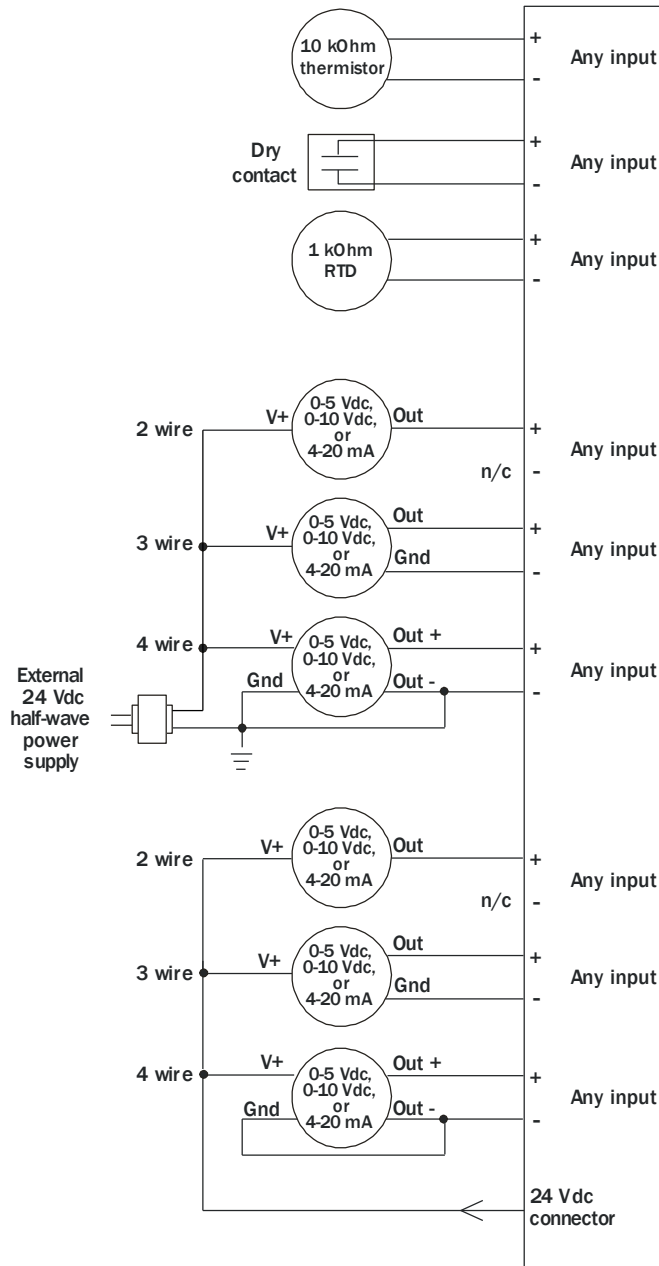 10 kOhm
thermistor
+
-
Any input
Dry
contact
+
-
Any input
1 kOhm
RTD
+
-
Any input
2 wire
V+
0-5 Vdc,
0-10 Vdc,
or
4-20 mA
Out
n/c
+
-
Any input
3 wire
V+
0-5 Vdc,
0-10 Vdc,
or
4-20 mA
Out
Gnd
+
-
Any input
4 wire
V+
Gnd
0-5 Vdc,
0-10 Vdc,
or
4-20 mA
Out +
Out -
+
-
Any input
External
24 Vdc
half-wave
power
supply
2 wire
V+
0-5 Vdc,
0-10 Vdc,
or
4-20 mA
Out
n/c
+
-
Any input
3 wire
V+
0-5 Vdc,
0-10 Vdc,
or
4-20 mA
Out
Gnd
+
-
Any input
4 wire
V+
Gnd
0-5 Vdc,
0-10 Vdc,
or
4-20 mA
Out +
Out -
+
-
Any input
24 Vdc
connector